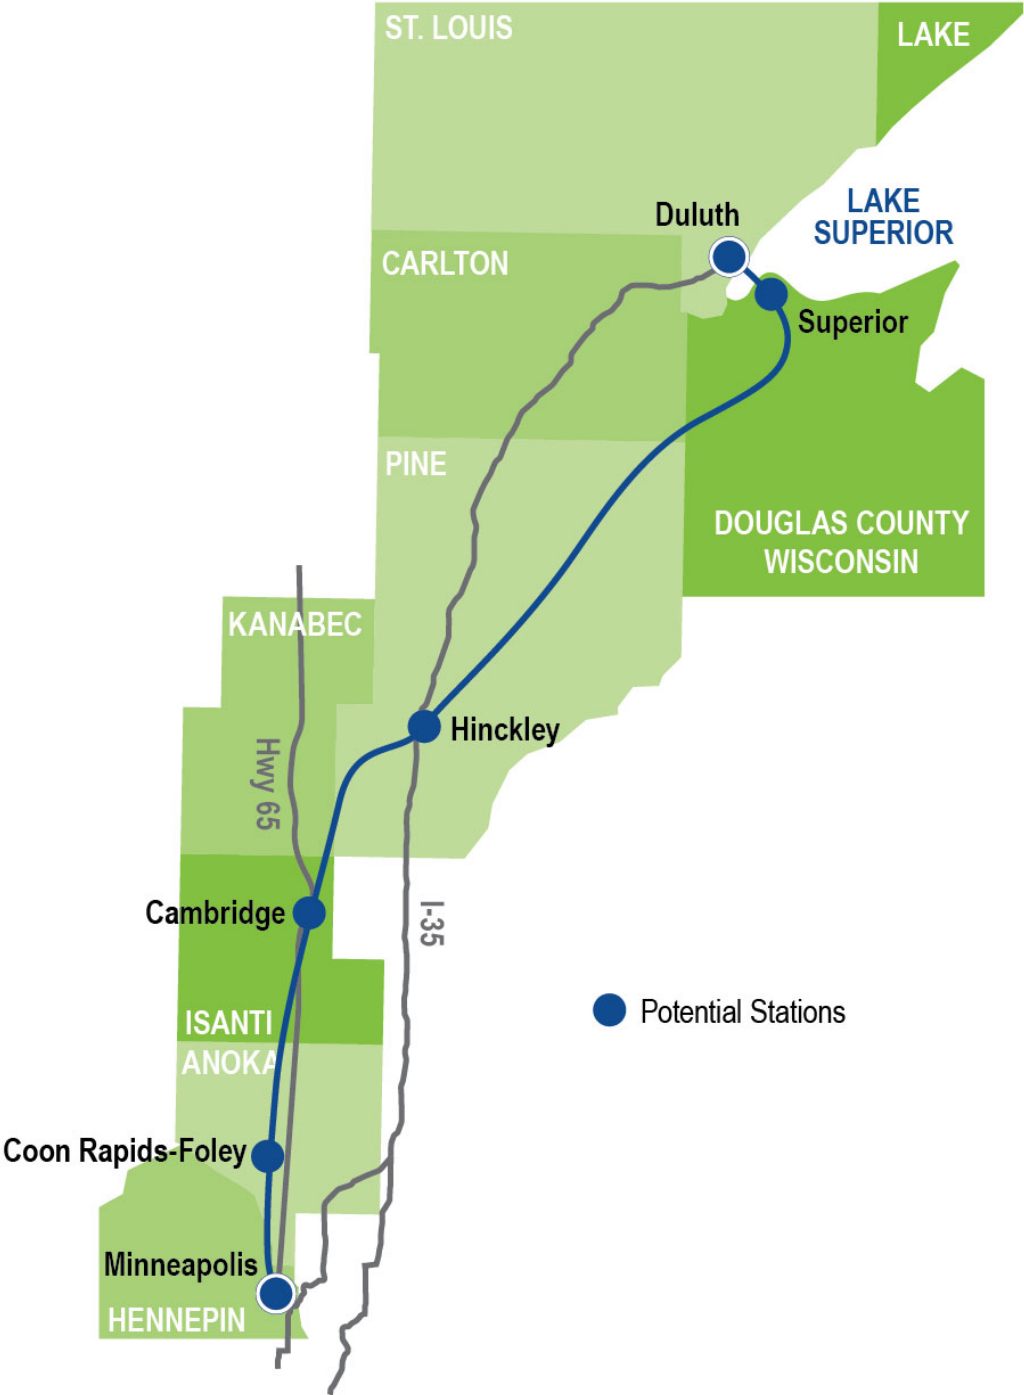 ST. LOUIS
LAKE
LAKE
SUPERIOR
Duluth
CARLTON
Superior
PINE
DOUGLAS COUNTY
WISCONSIN
KANABEC
Hinckley
Hwy 65
Cambridge
I-35
ISANTI
Potential Stations
ANOKA
Coon Rapids-Foley
Minneapolis
HENNEPIN